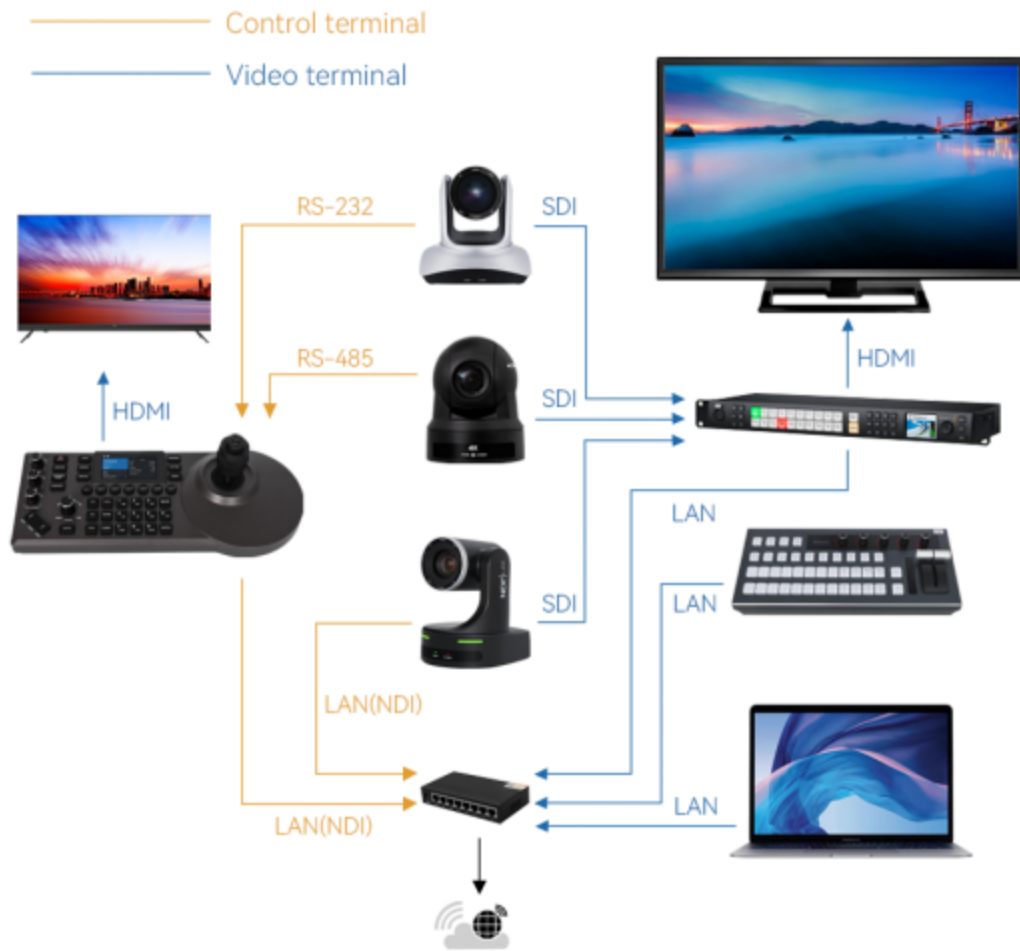 Control terminal
Video terminal
RS-232
SDI
RS-485
HDMI
SDI
HDMI
LAN
SDI
LAN
LAN(NDI)
LAN
LAN(NDI)